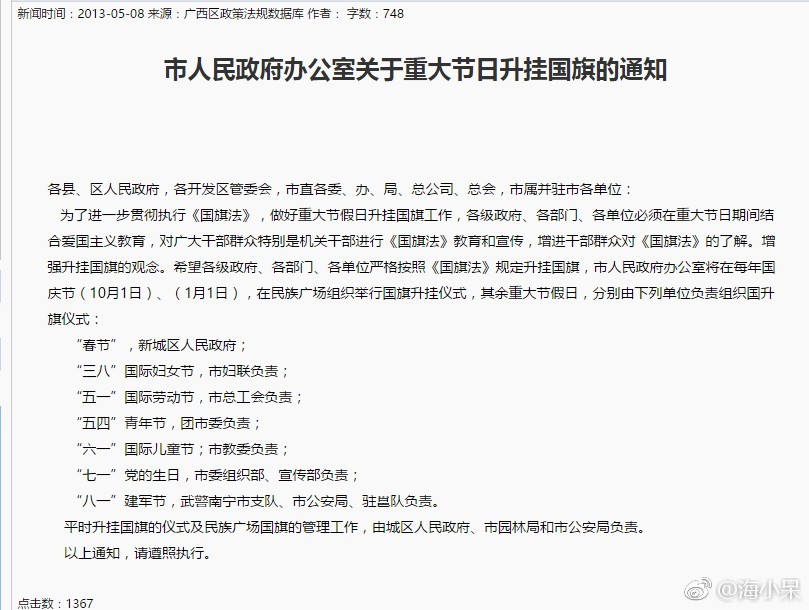 新闻时间：2013-05-08 来源：广西区政策法规数据库 作者： 字数：748
市人民政府办公室关于重大节日升挂国旗的通知
各县、区人民政府，各开发区管委会，市直各委、办、局、总公司、总会，市属并驻市各单位：
为了进一步贯彻执行《国旗法》，做好重大节假日升挂国旗工作，各级政府、各部门、各单位必须在重大节日期间结
合爱国主义教育，对广大干部群众特别是机关干部进行《国旗法》教育和宣传，增进干部群众对《国旗法》的了解。增
强升挂国旗的观念。希望各级政府、各部门、各单位严格按照《国旗法》规定升挂国旗，市人民政府办公室将在每年国
庆节（10月1日）、（1月1日），在民族广场组织举行国旗升挂仪式，其余重大节假日，分别由下列单位负责组织国升
旗仪式：
“春节”，新城区人民政府；
“三八”国际妇女节，市妇联负责；
“五一”国际劳动节，市总工会负责；
“五四”青年节，团市委负责；
“六一”国际儿童节；市教委负责；
“七一”党的生日，市委组织部、宣传部负责；
“八一”建军节，武警南宁市支队、市公安局、驻邕队负责。
平时升挂国旗的仪式及民族广场国旗的管理工作，由城区人民政府、市园林局和市公安局负责。
以上通知，请遵照执行。
点击数：1367
@海小呆